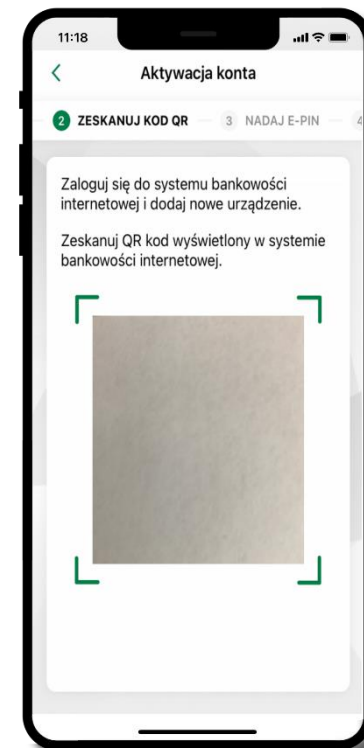 11:18
Aktywacja konta
2 ZESKANUJ KOD QR 3 NADAJ E-PIN 4
Zaloguj się do systemu bankowości
internetowej i dodaj nowe urządzenie.
Zeskanuj QR kod wyświetlony w systemie
bankowości internetowej.